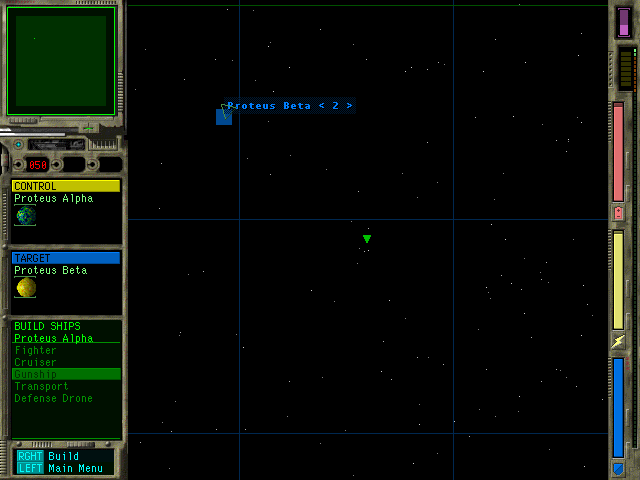 Proteus Beta < 2 >
050
CONTROL
Proteus Alpha
TARGET
Proteus Beta
BUILD SHIPS
Proteus Alpha
Fighter
Cruiser
Gunship
Transport
Defense Drone
RGHT Build
LEFT Main Menu